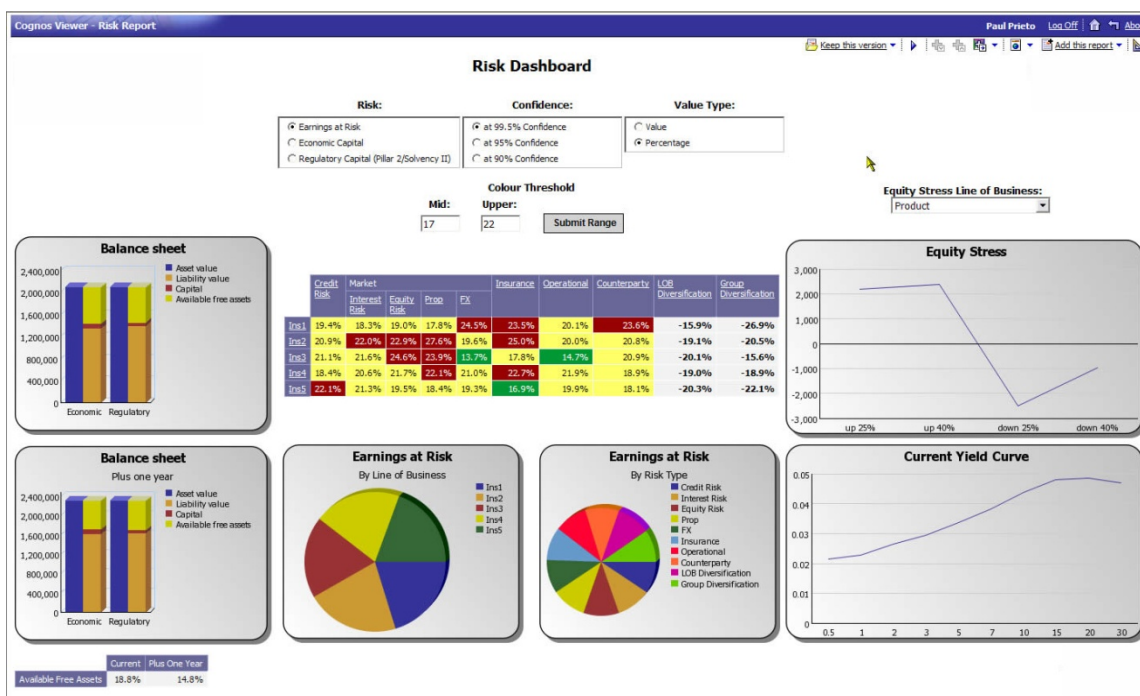 Cognos Viewer - Risk Report
Paul Prieto Log Off Abo
Keep this version Add this report
Risk Dashboard
Risk: Confidence: Value Type:
Earnings at Risk at 99.5% Confidence Value
Economic Capital at 95% Confidence Percentage
Regulatory Capital (Pillar 2/Solvency II) at 90% Confidence
Colour Threshold
Mid: Upper:
17 22 Submit Range
Equity Stress Line of Business:
Product
Balance sheet
Asset value
Liability value
Capital
Available free assets
2,400,000
2,000,000
1,600,000
1,200,000
800,000
400,000
0
Economic Regulatory
Credit Risk Market Insurance Operational Counterparty LOB Diversification Group Diversification
Interest Risk Equity Risk Prop FX
Ins1 19.4% 18.3% 19.0% 17.8% 24.5% 23.5% 20.1% 23.6% -15.9% -26.9%
Ins2 20.9% 22.0% 22.9% 27.6% 19.6% 25.0% 20.0% 20.8% -19.1% -20.5%
Ins3 21.1% 21.6% 24.6% 23.9% 13.7% 17.8% 14.7% 20.9% -20.1% -15.6%
Ins4 18.4% 20.6% 21.7% 22.1% 21.0% 22.7% 21.9% 18.9% -19.0% -18.9%
Ins5 22.1% 21.3% 19.5% 18.4% 19.3% 16.9% 19.9% 18.1% -20.3% -22.1%
Equity Stress
3,000
2,000
1,000
0
-1,000
-2,000
-3,000
up 25% up 40% down 25% down 40%
Balance sheet
Plus one year
Asset value
Liability value
Capital
Available free assets
2,400,000
2,000,000
1,600,000
1,200,000
800,000
400,000
0
Economic Regulatory
Earnings at Risk
By Line of Business
Ins1
Ins2
Ins3
Ins4
Ins5
Earnings at Risk
By Risk Type
Credit Risk
Interest Risk
Equity Risk
Prop
FX
Insurance
Operational
Counterparty
LOB Diversification
Group Diversification
Current Yield Curve
0.05
0.04
0.03
0.02
0.01
0
0.5 1 2 3 5 7 10 15 20 30
Current Plus One Year
Available Free Assets 18.8% 14.8%